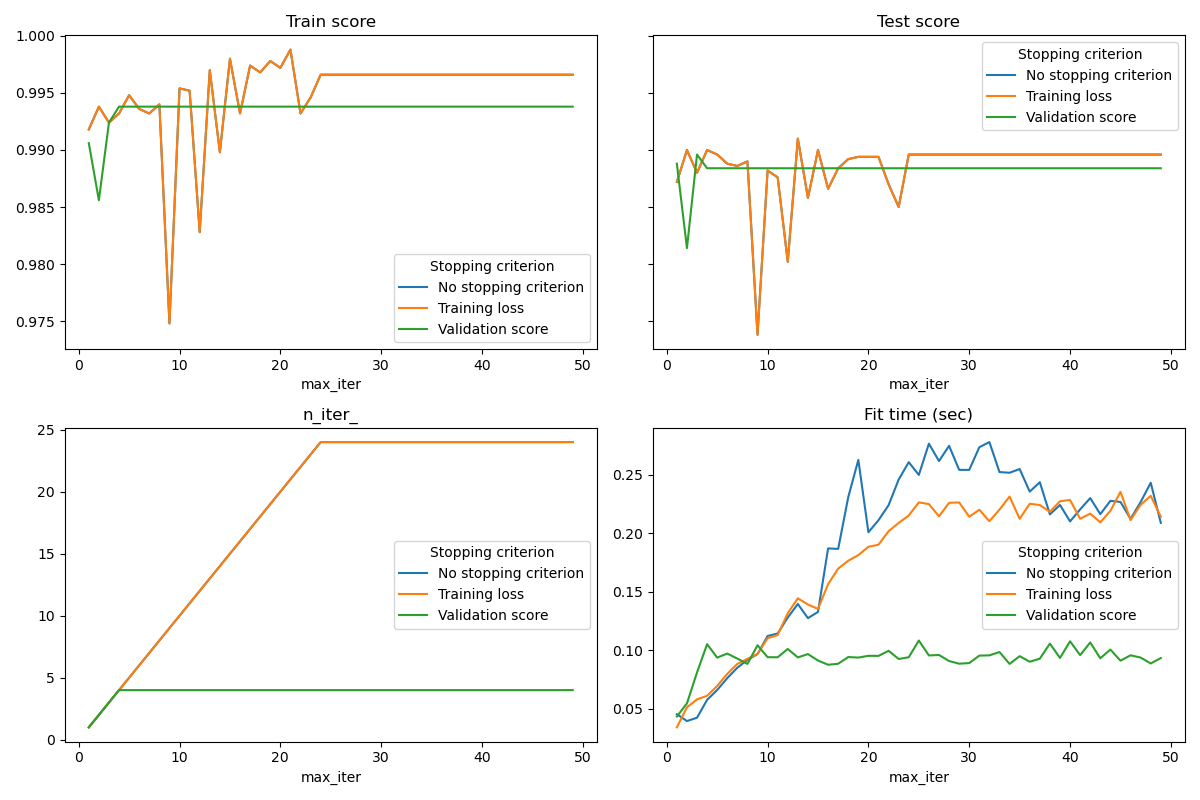 Train score
1.000
0.995
0.990
0.985
0.980
0.975
Stopping criterion
No stopping criterion
Training loss
Validation score
0 10 20 30 40 50
max_iter
Test score
Stopping criterion
No stopping criterion
Training loss
Validation score
0 10 20 30 40 50
max_iter
n_iter_
25
20
15
10
5
0
Stopping criterion
No stopping criterion
Training loss
Validation score
0 10 20 30 40 50
max_iter
Fit time (sec)
0.25
0.20
0.15
0.10
0.05
Stopping criterion
No stopping criterion
Training loss
Validation score
0 10 20 30 40 50
max_iter